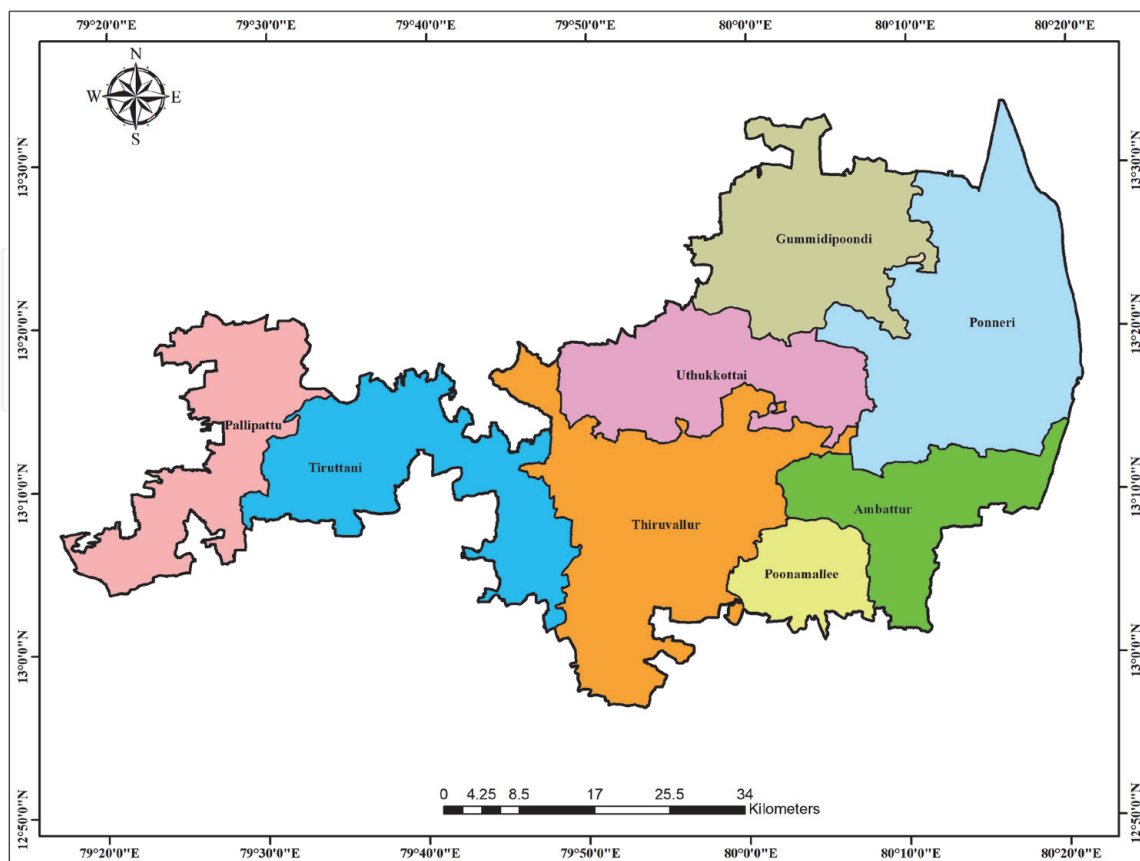 79°20'0"E 79°30'0"E 79°40'0"E 79°50'0"E 80°0'0"E 80°10'0"E 80°20'0"E
N
W E
S
13°30'0"N 13°30'0"N
Gummidipoondi
13°20'0"N Ponneri 13°20'0"N
Uthukkottai
Pallipattu
Tiruttani
13°10'0"N 13°10'0"N
Ambattur
Thiruvallur
Poonamallee
13°0'0"N 13°0'0"N
0 4.25 8.5 17 25.5 34
Kilometers
12°50'0"N 12°50'0"N
79°20'0"E 79°30'0"E 79°40'0"E 79°50'0"E 80°0'0"E 80°10'0"E 80°20'0"E